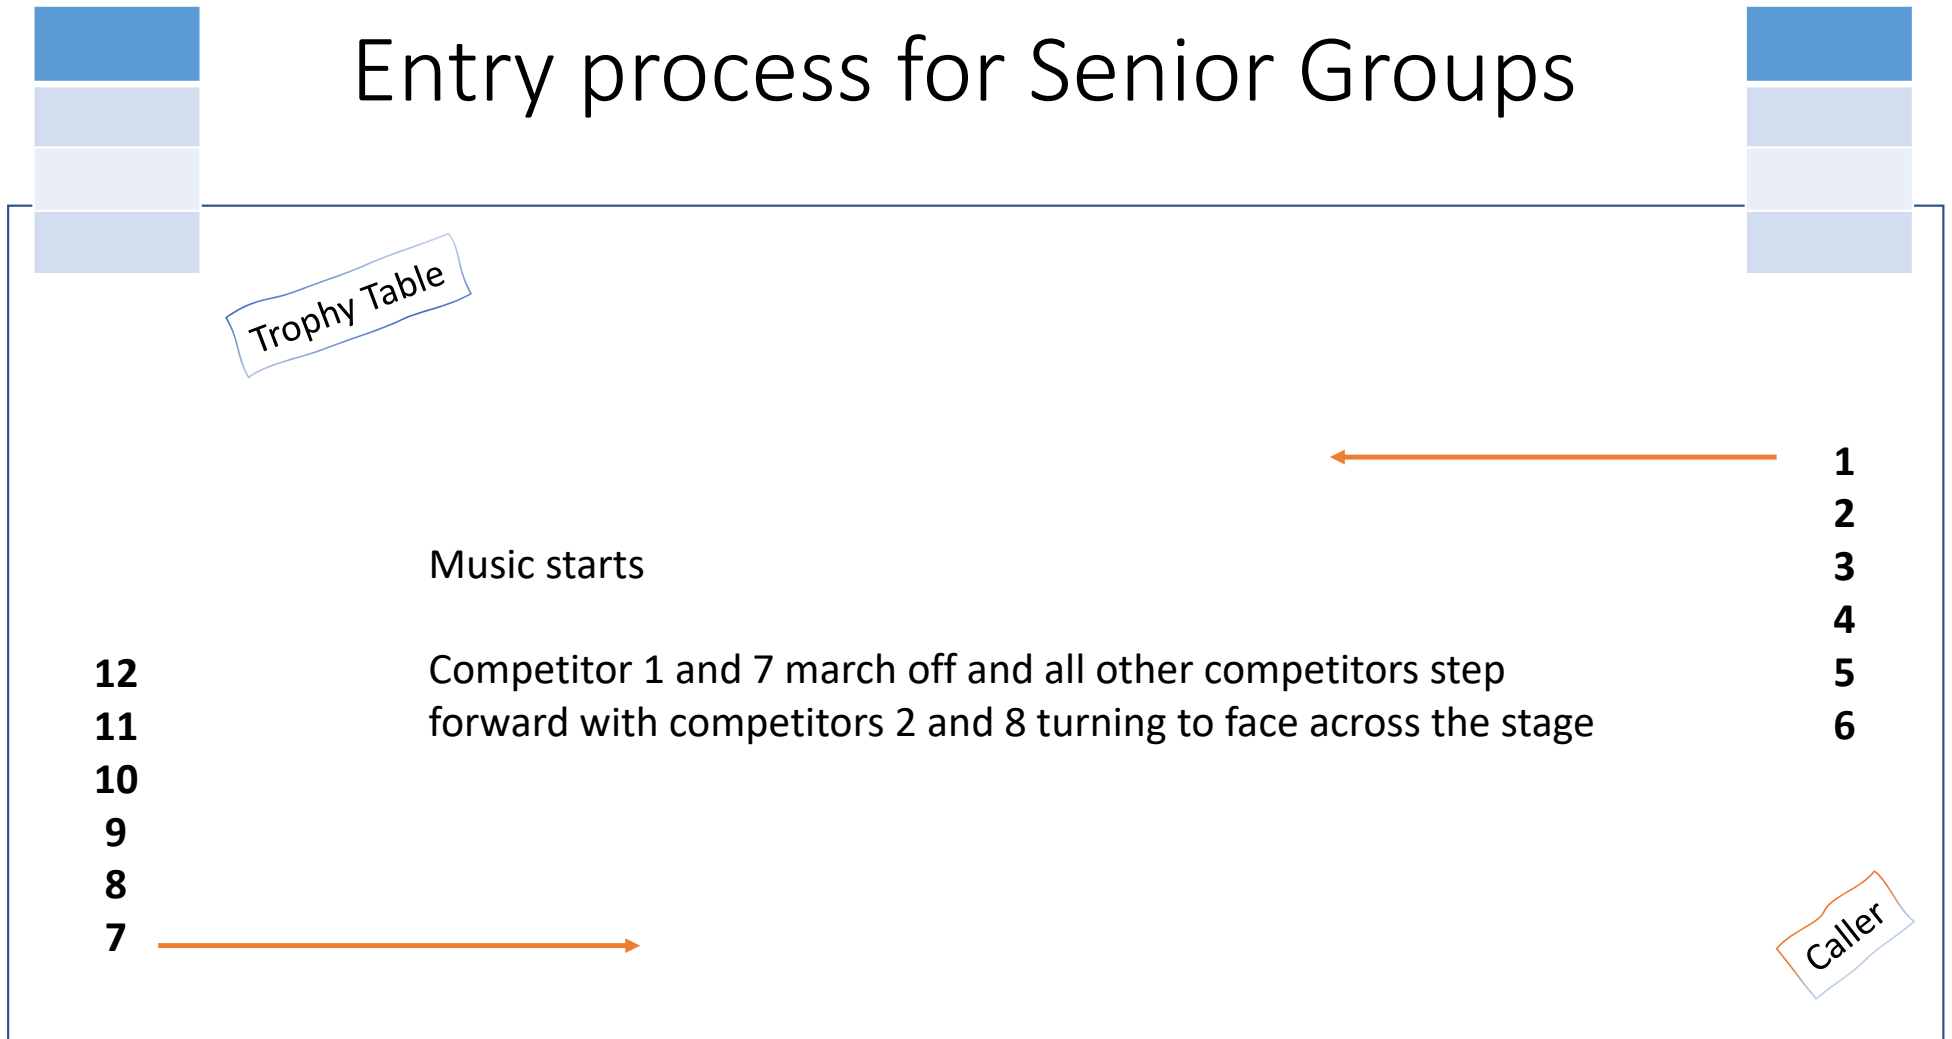 Entry process for Senior Groups
Trophy Table
1
2
Music starts
3
4
12
Competitor 1 and 7 march off and all other competitors step
5
11
forward with competitors 2 and 8 turning to face across the stage
6
10
9
8
7
Caller